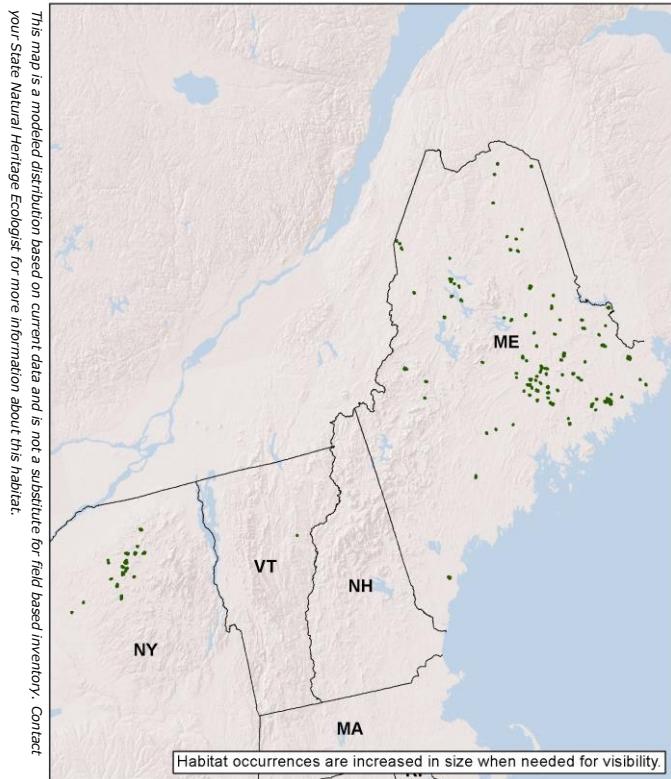 This map is a modeled distribution based on current data and is not a substitute for field based inventory. Contact
your State Natural Heritage Ecologist for more information about this habitat.
ME
VT
NH
NY
MA
Habitat occurrences are increased in size when needed for visibility.